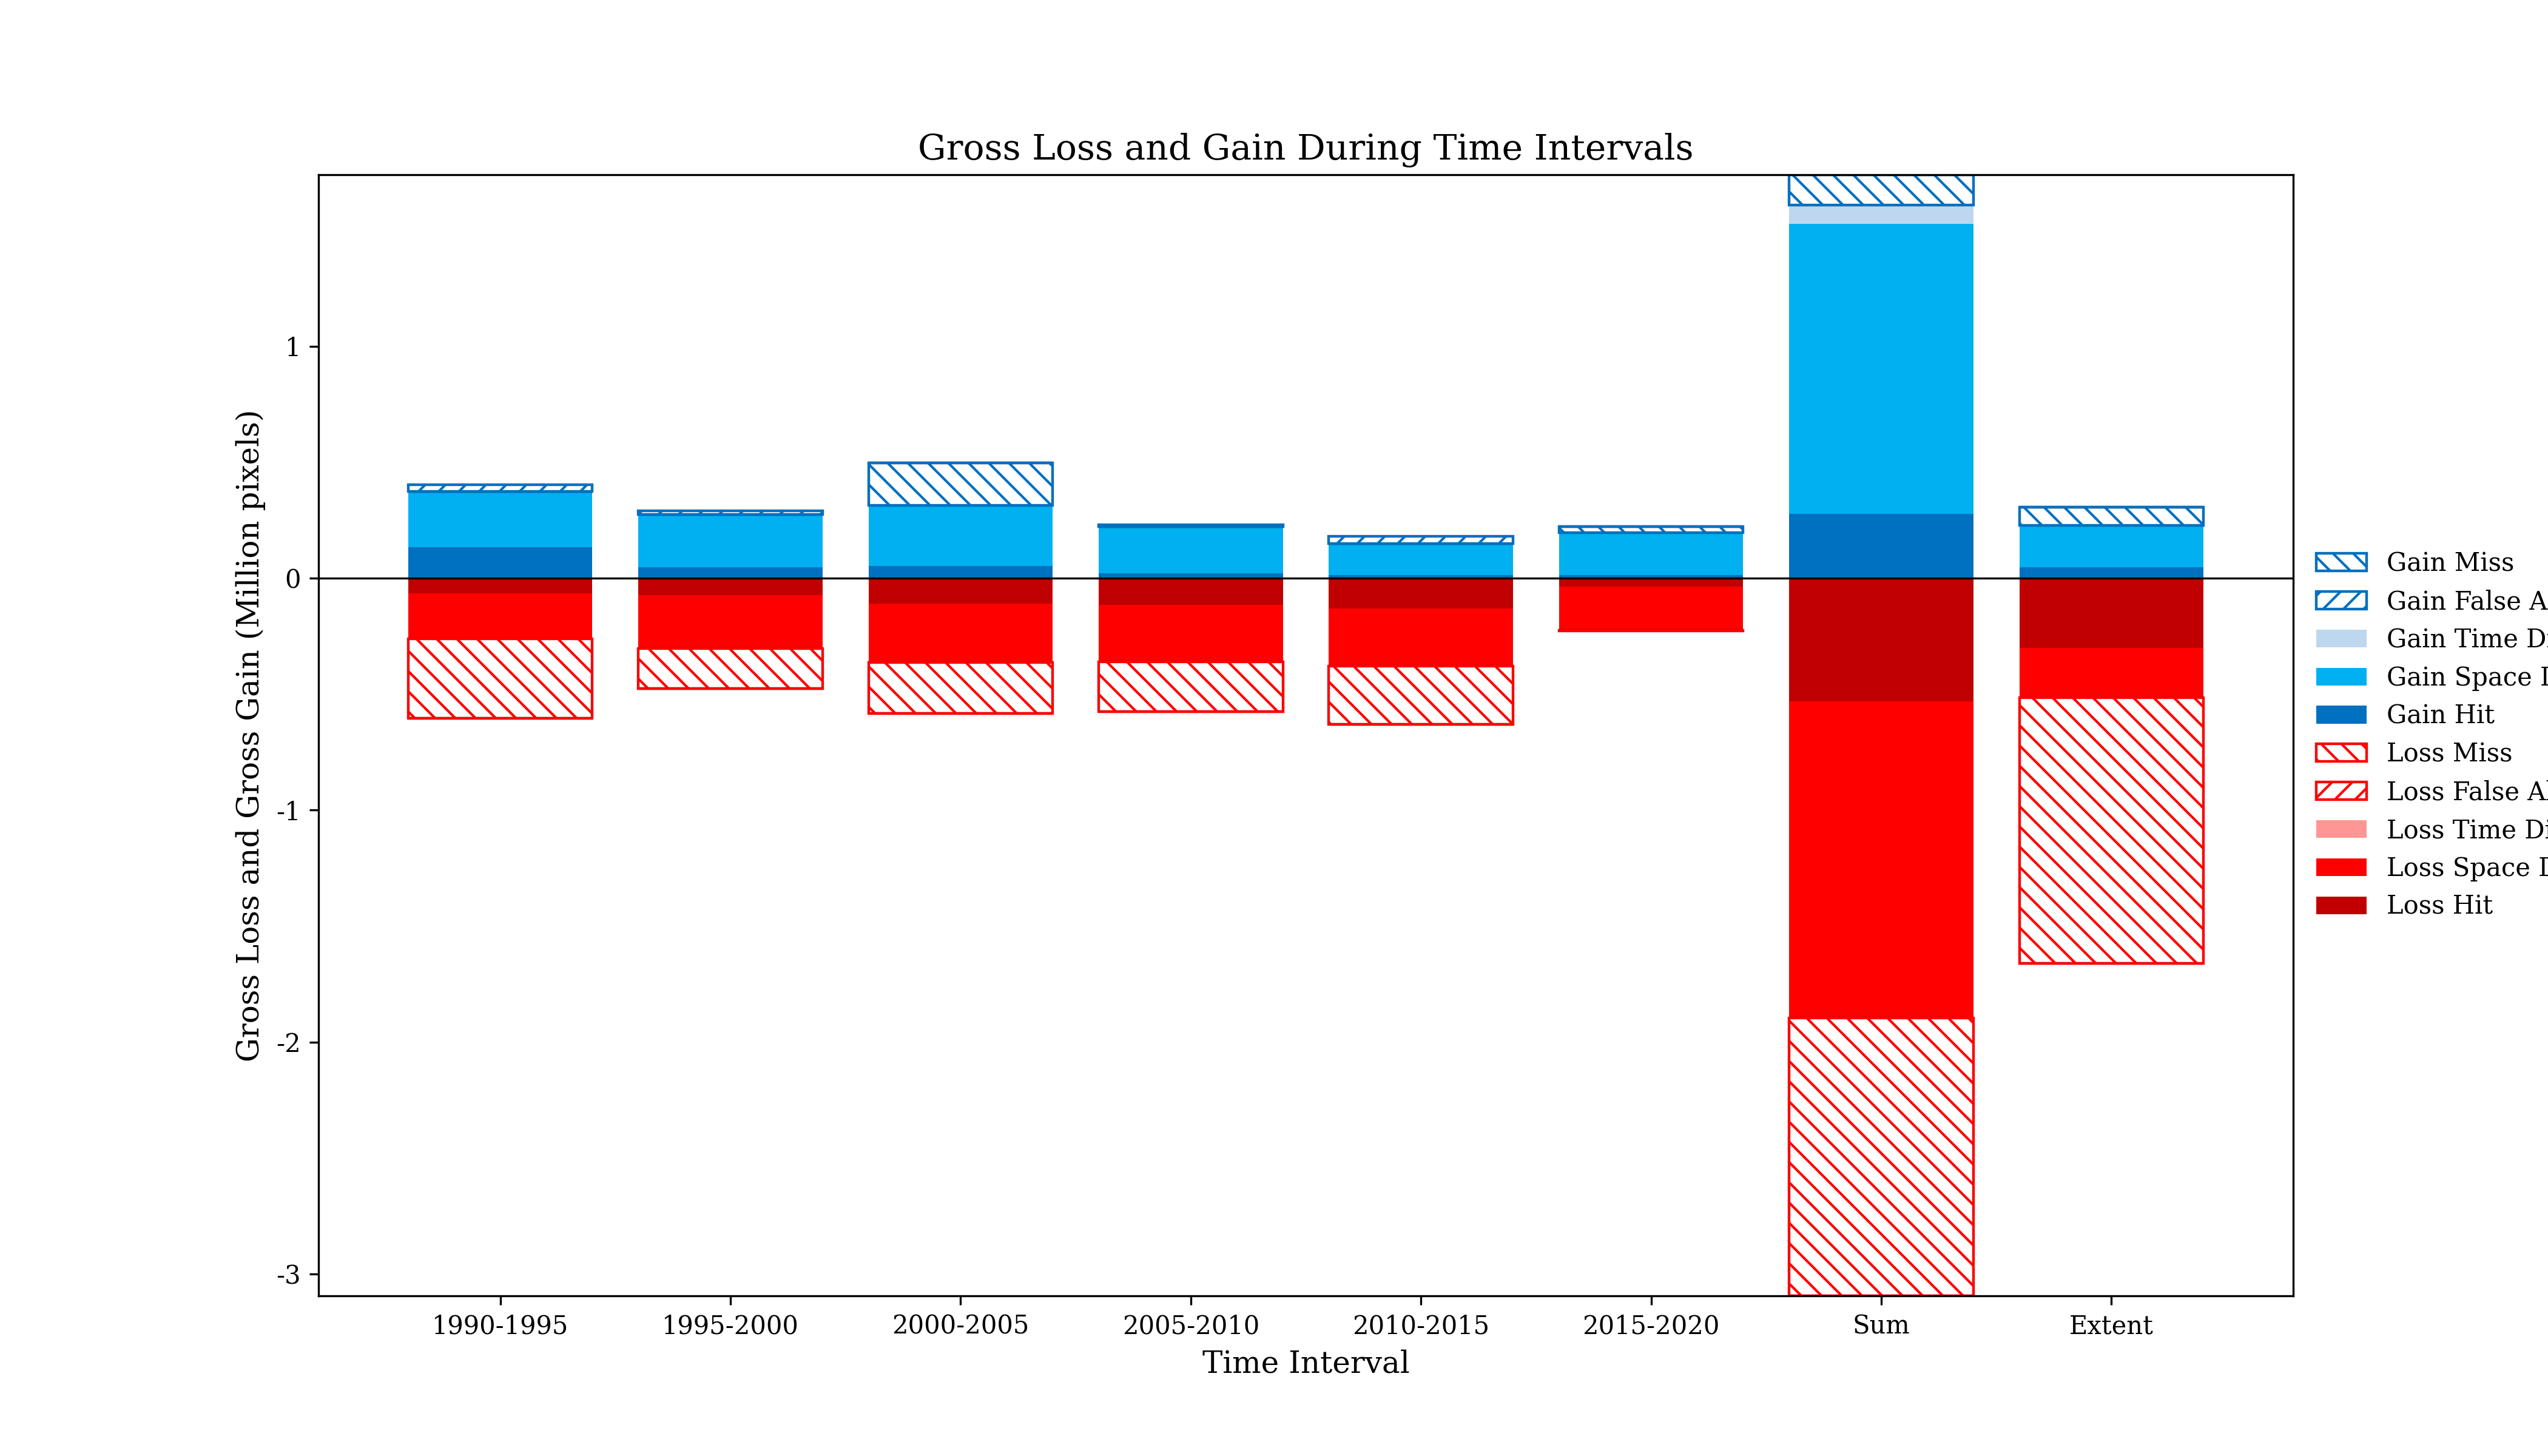 Gross Loss and Gain During Time Intervals
Gross Loss and Gross Gain (Million pixels)
1
0
-1
-2
-3
1990-1995 1995-2000 2000-2005 2005-2010 2010-2015 2015-2020 Sum Extent
Time Interval
Gain Miss
Gain False
Gain Time
Gain Space
Gain Hit
Loss Miss
Loss False
Loss Time
Loss Space
Loss Hit